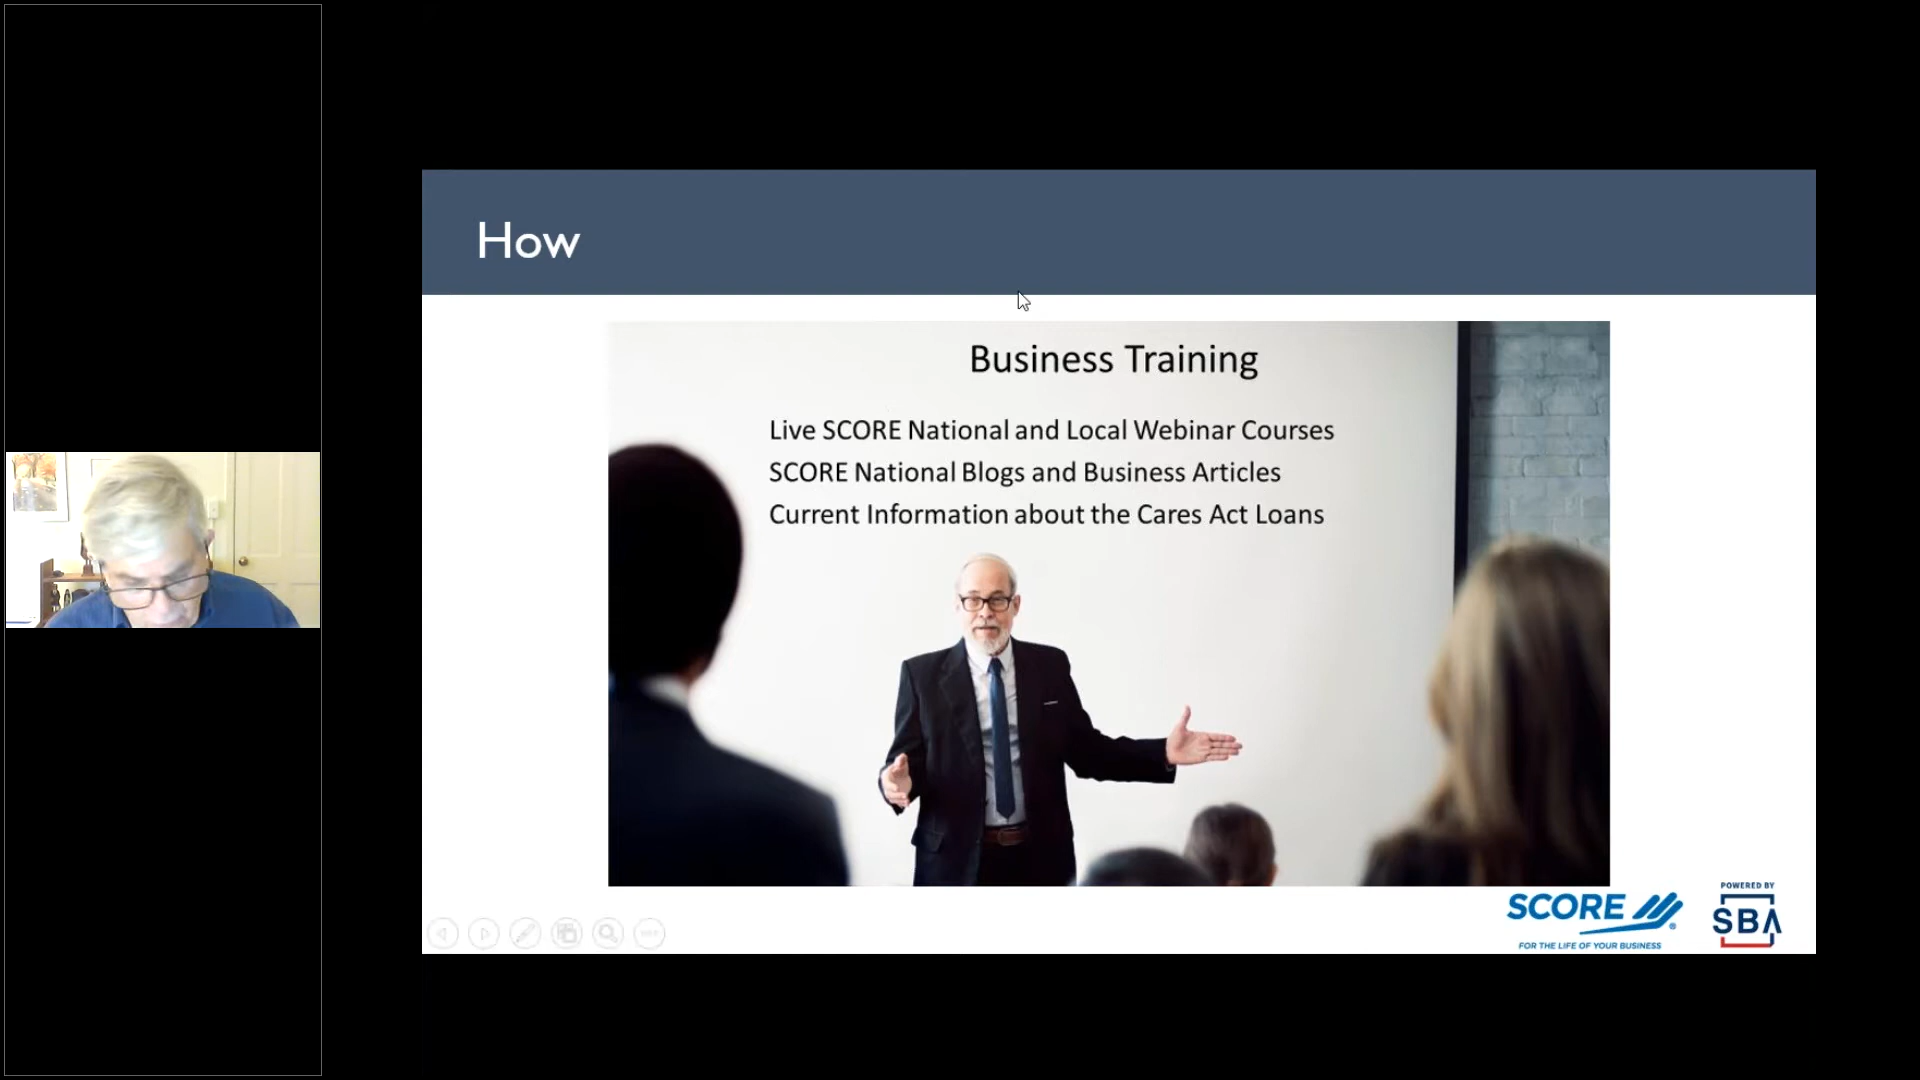 How
Business Training
Live SCORE National and Local Webinar Courses
SCORE National Blogs and Business Articles
Current Information about the Cares Act Loans
SCORE
®
FOR THE LIFE OF YOUR BUSINESS
POWERED BY
SBA